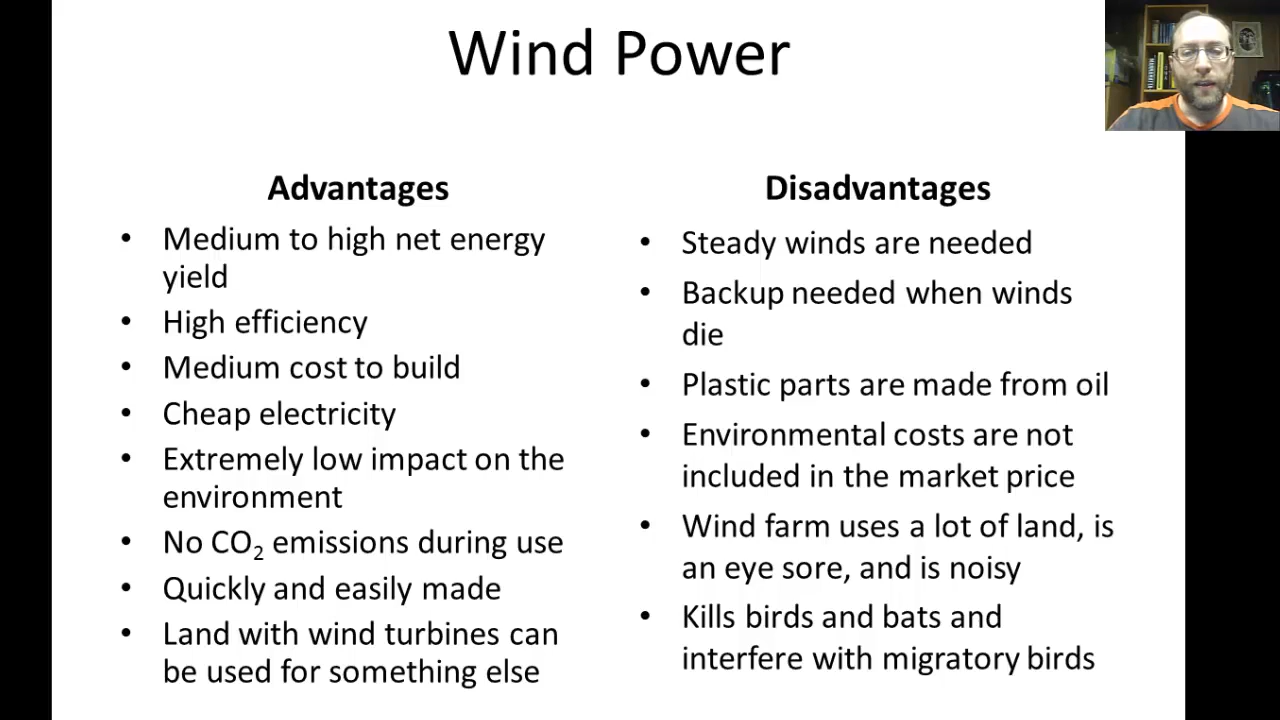 Wind Power
Advantages
• Medium to high net energy
yield
• High efficiency
• Medium cost to build
• Cheap electricity
• Extremely low impact on the
environment
• No CO₂ emissions during use
• Quickly and easily made
• Land with wind turbines can
be used for something else
Disadvantages
• Steady winds are needed
• Backup needed when winds
die
• Plastic parts are made from oil
• Environmental costs are not
included in the market price
• Wind farm uses a lot of land, is
an eye sore, and is noisy
• Kills birds and bats and
interfere with migratory birds